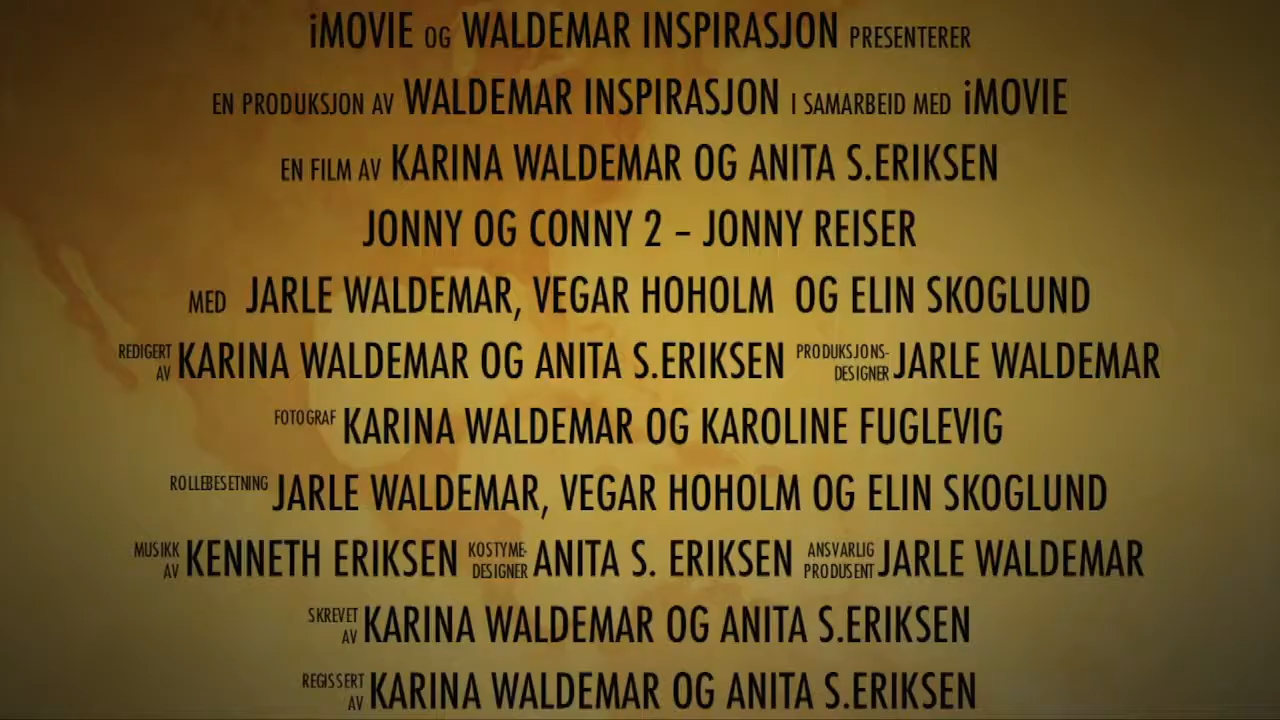 iMOVIE OG WALDEMAR INSPIRASJON PRESENTERER
EN PRODUKSJON AV WALDEMAR INSPIRASJON I SAMARBEID MED iMOVIE
EN FILM AV KARINA WALDEMAR OG ANITA S.ERIKSEN
JONNY OG CONNY 2 – JONNY REISER
MED JARLE WALDEMAR, VEGAR HOHOLM OG ELIN SKOGLUND
REDIGERT AV KARINA WALDEMAR OG ANITA S.ERIKSEN PRODUKSJONS-DESIGNER JARLE WALDEMAR
FOTOGRAF KARINA WALDEMAR OG KAROLINE FUGLEVIG
ROLLEBESETNING JARLE WALDEMAR, VEGAR HOHOLM OG ELIN SKOGLUND
MUSIKK AV KENNETH ERIKSEN KOSTYME-DESIGNER ANITA S. ERIKSEN ANSVARLIG PRODUSENT JARLE WALDEMAR
SKREVET AV KARINA WALDEMAR OG ANITA S.ERIKSEN
REGISSERT AV KARINA WALDEMAR OG ANITA S.ERIKSEN